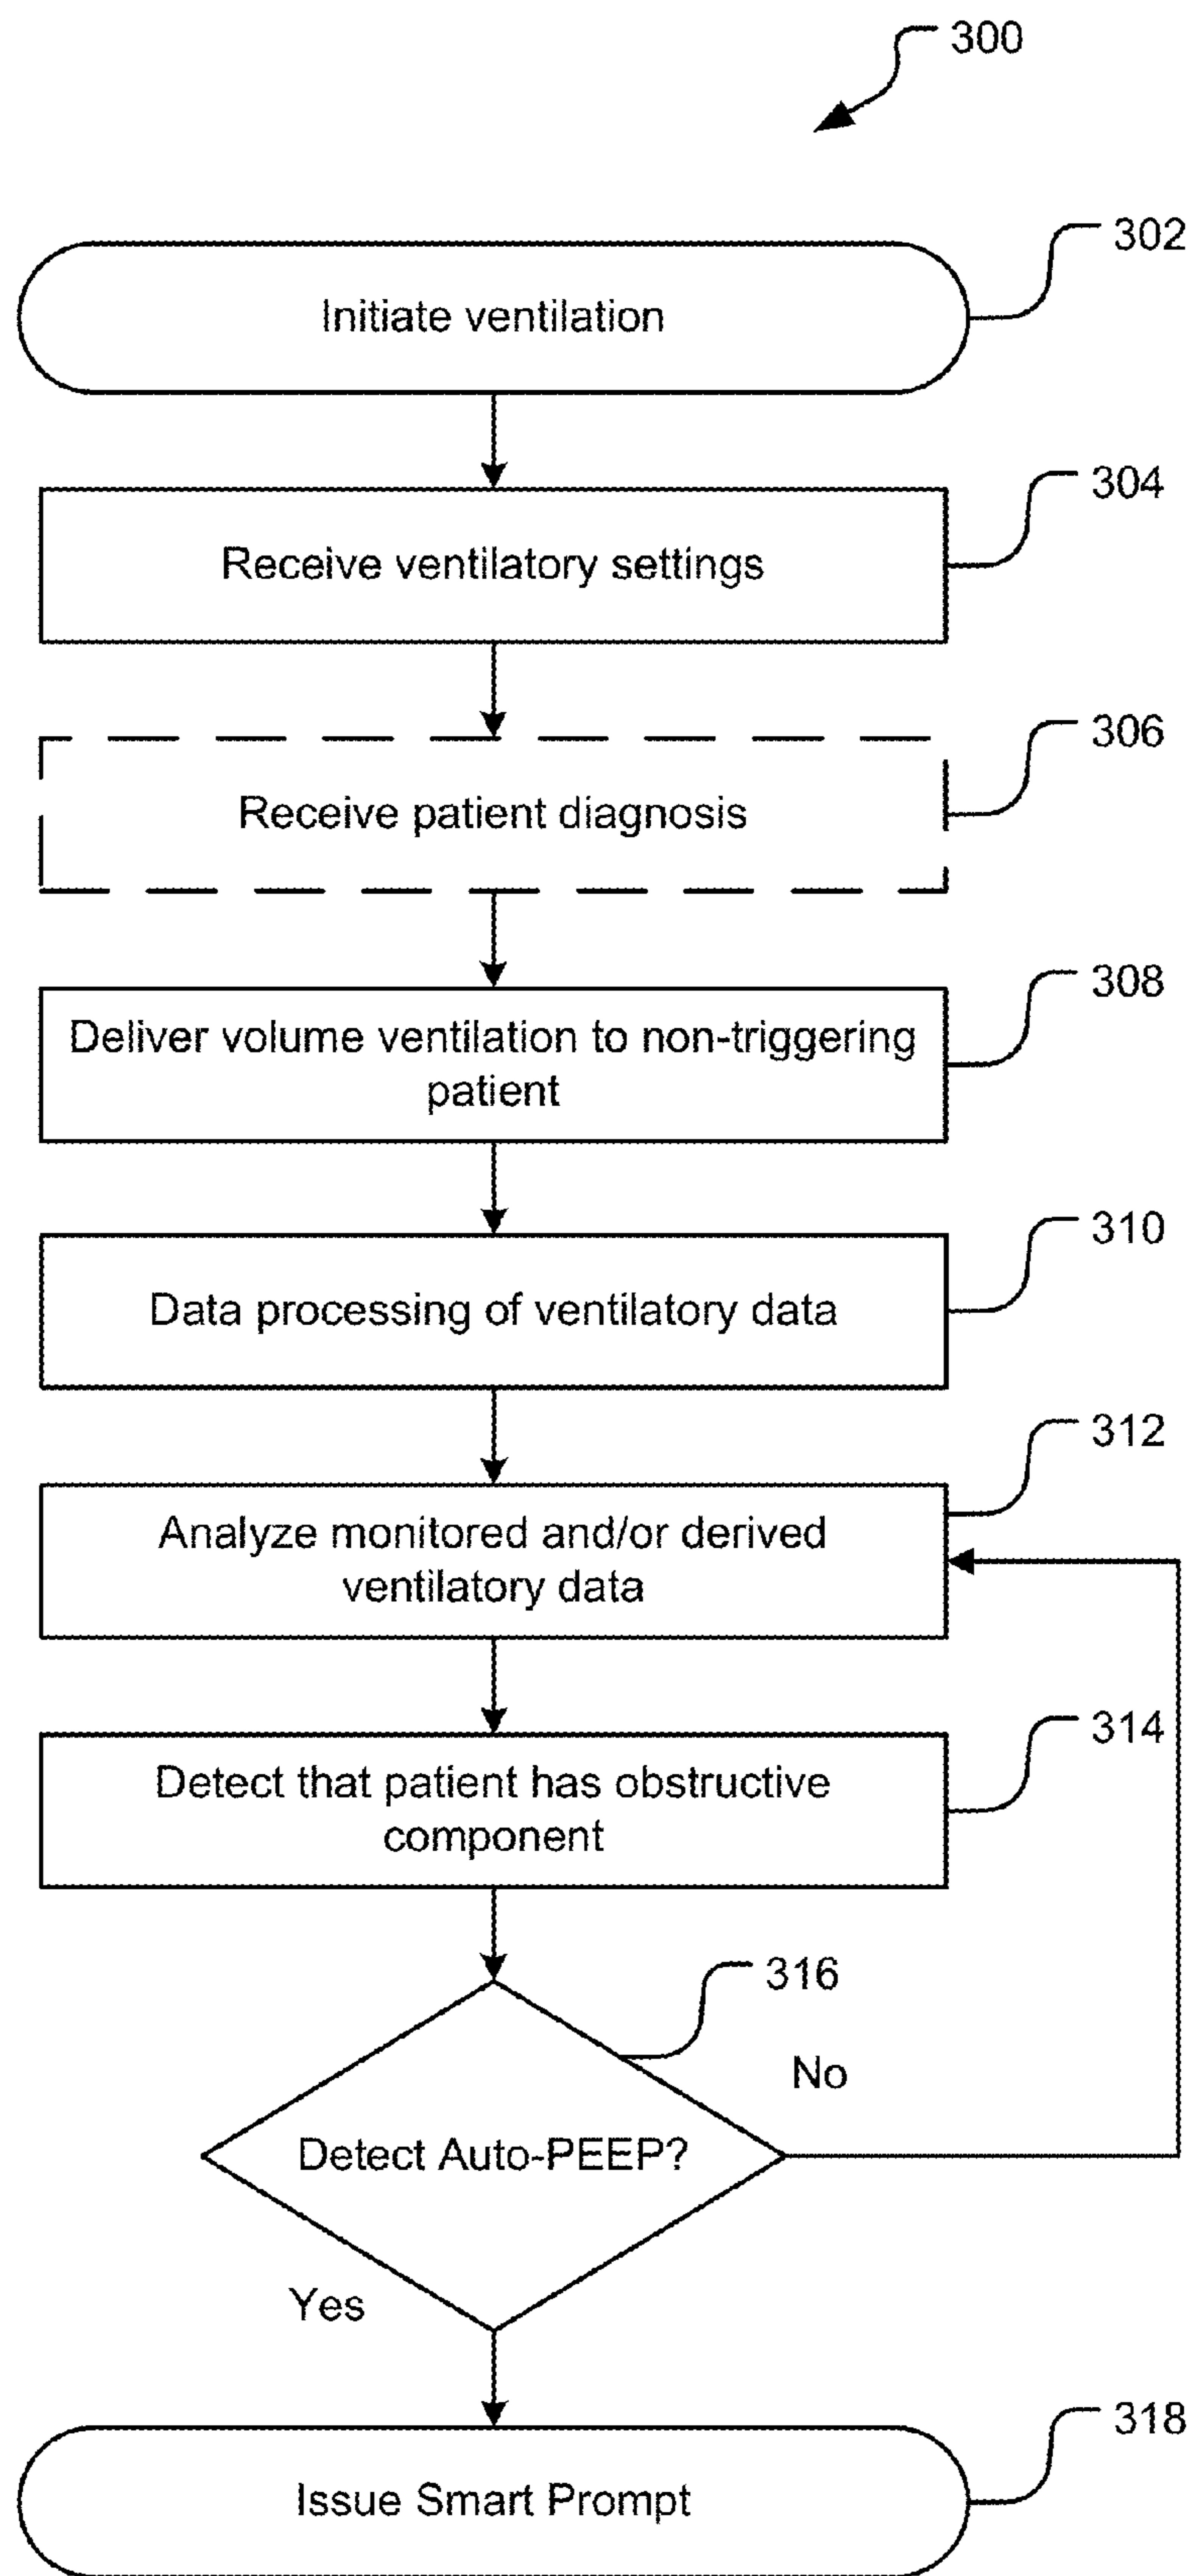 300
302
Initiate ventilation
304
Receive ventilatory settings
306
Receive patient diagnosis
308
Deliver volume ventilation to non-triggering
patient
310
Data processing of ventilatory data
312
Analyze monitored and/or derived
ventilatory data
314
Detect that patient has obstructive
component
316
No
Detect Auto-PEEP?
Yes
318
Issue Smart Prompt